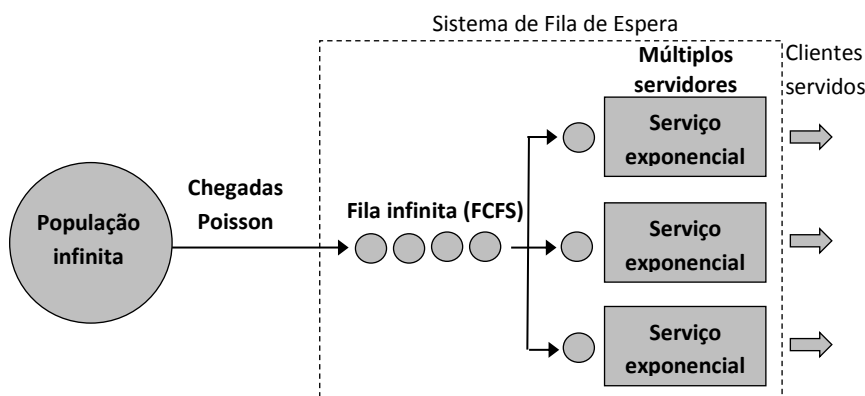 Sistema de Fila de Espera
Múltiplos
servidores
Clientes
servidos
Serviço
exponencial
Chegadas
Poisson
Fila infinita (FCFS)
População
infinita
Serviço
exponencial
Serviço
exponencial